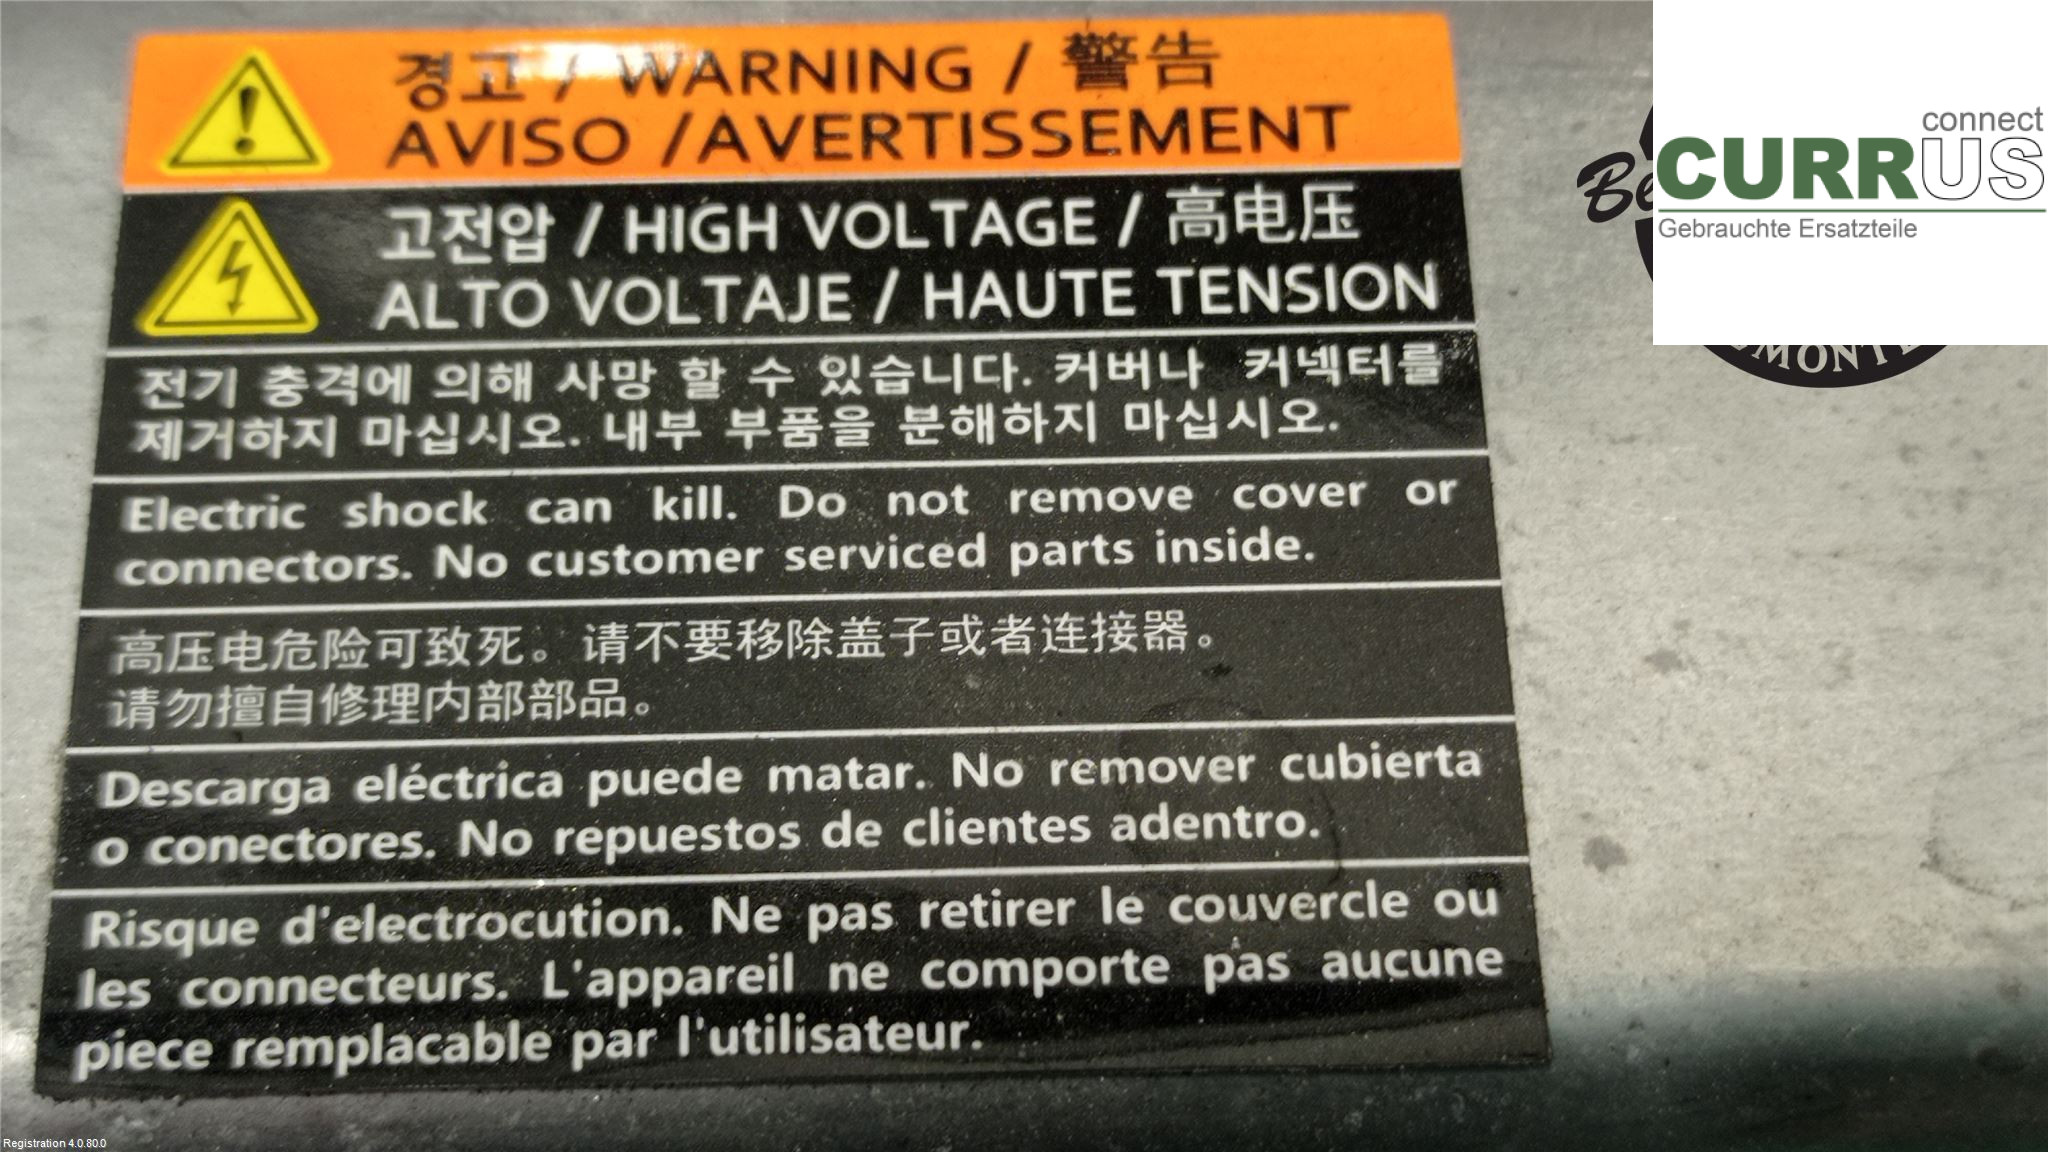 경고 / WARNING / 警告
AVISO /AVERTISSEMENT
고전압 / HIGH VOLTAGE / 高电压
ALTO VOLTAJE / HAUTE TENSION
전기 충격에 의해 사망 할 수 있습니다. 커버나 커넥터를
제거하지 마십시오. 내부 부품을 분해하지 마십시오.
Electric shock can kill. Do not remove cover or
connectors. No customer serviced parts inside.
高压电危险可致死。请不要移除盖子或者连接器。
请勿擅自修理内部部品。
Descarga eléctrica puede matar. No remover cubierta
o conectores. No repuestos de clientes adentro.
Risque d'electrocution. Ne pas retirer le couvercle ou
les connecteurs. L'appareil ne comporte pas aucune
piece remplacable par l'utilisateur.
connect
CURRUS
Gebrauchte Ersatzteile
Registration 4.0.80.0